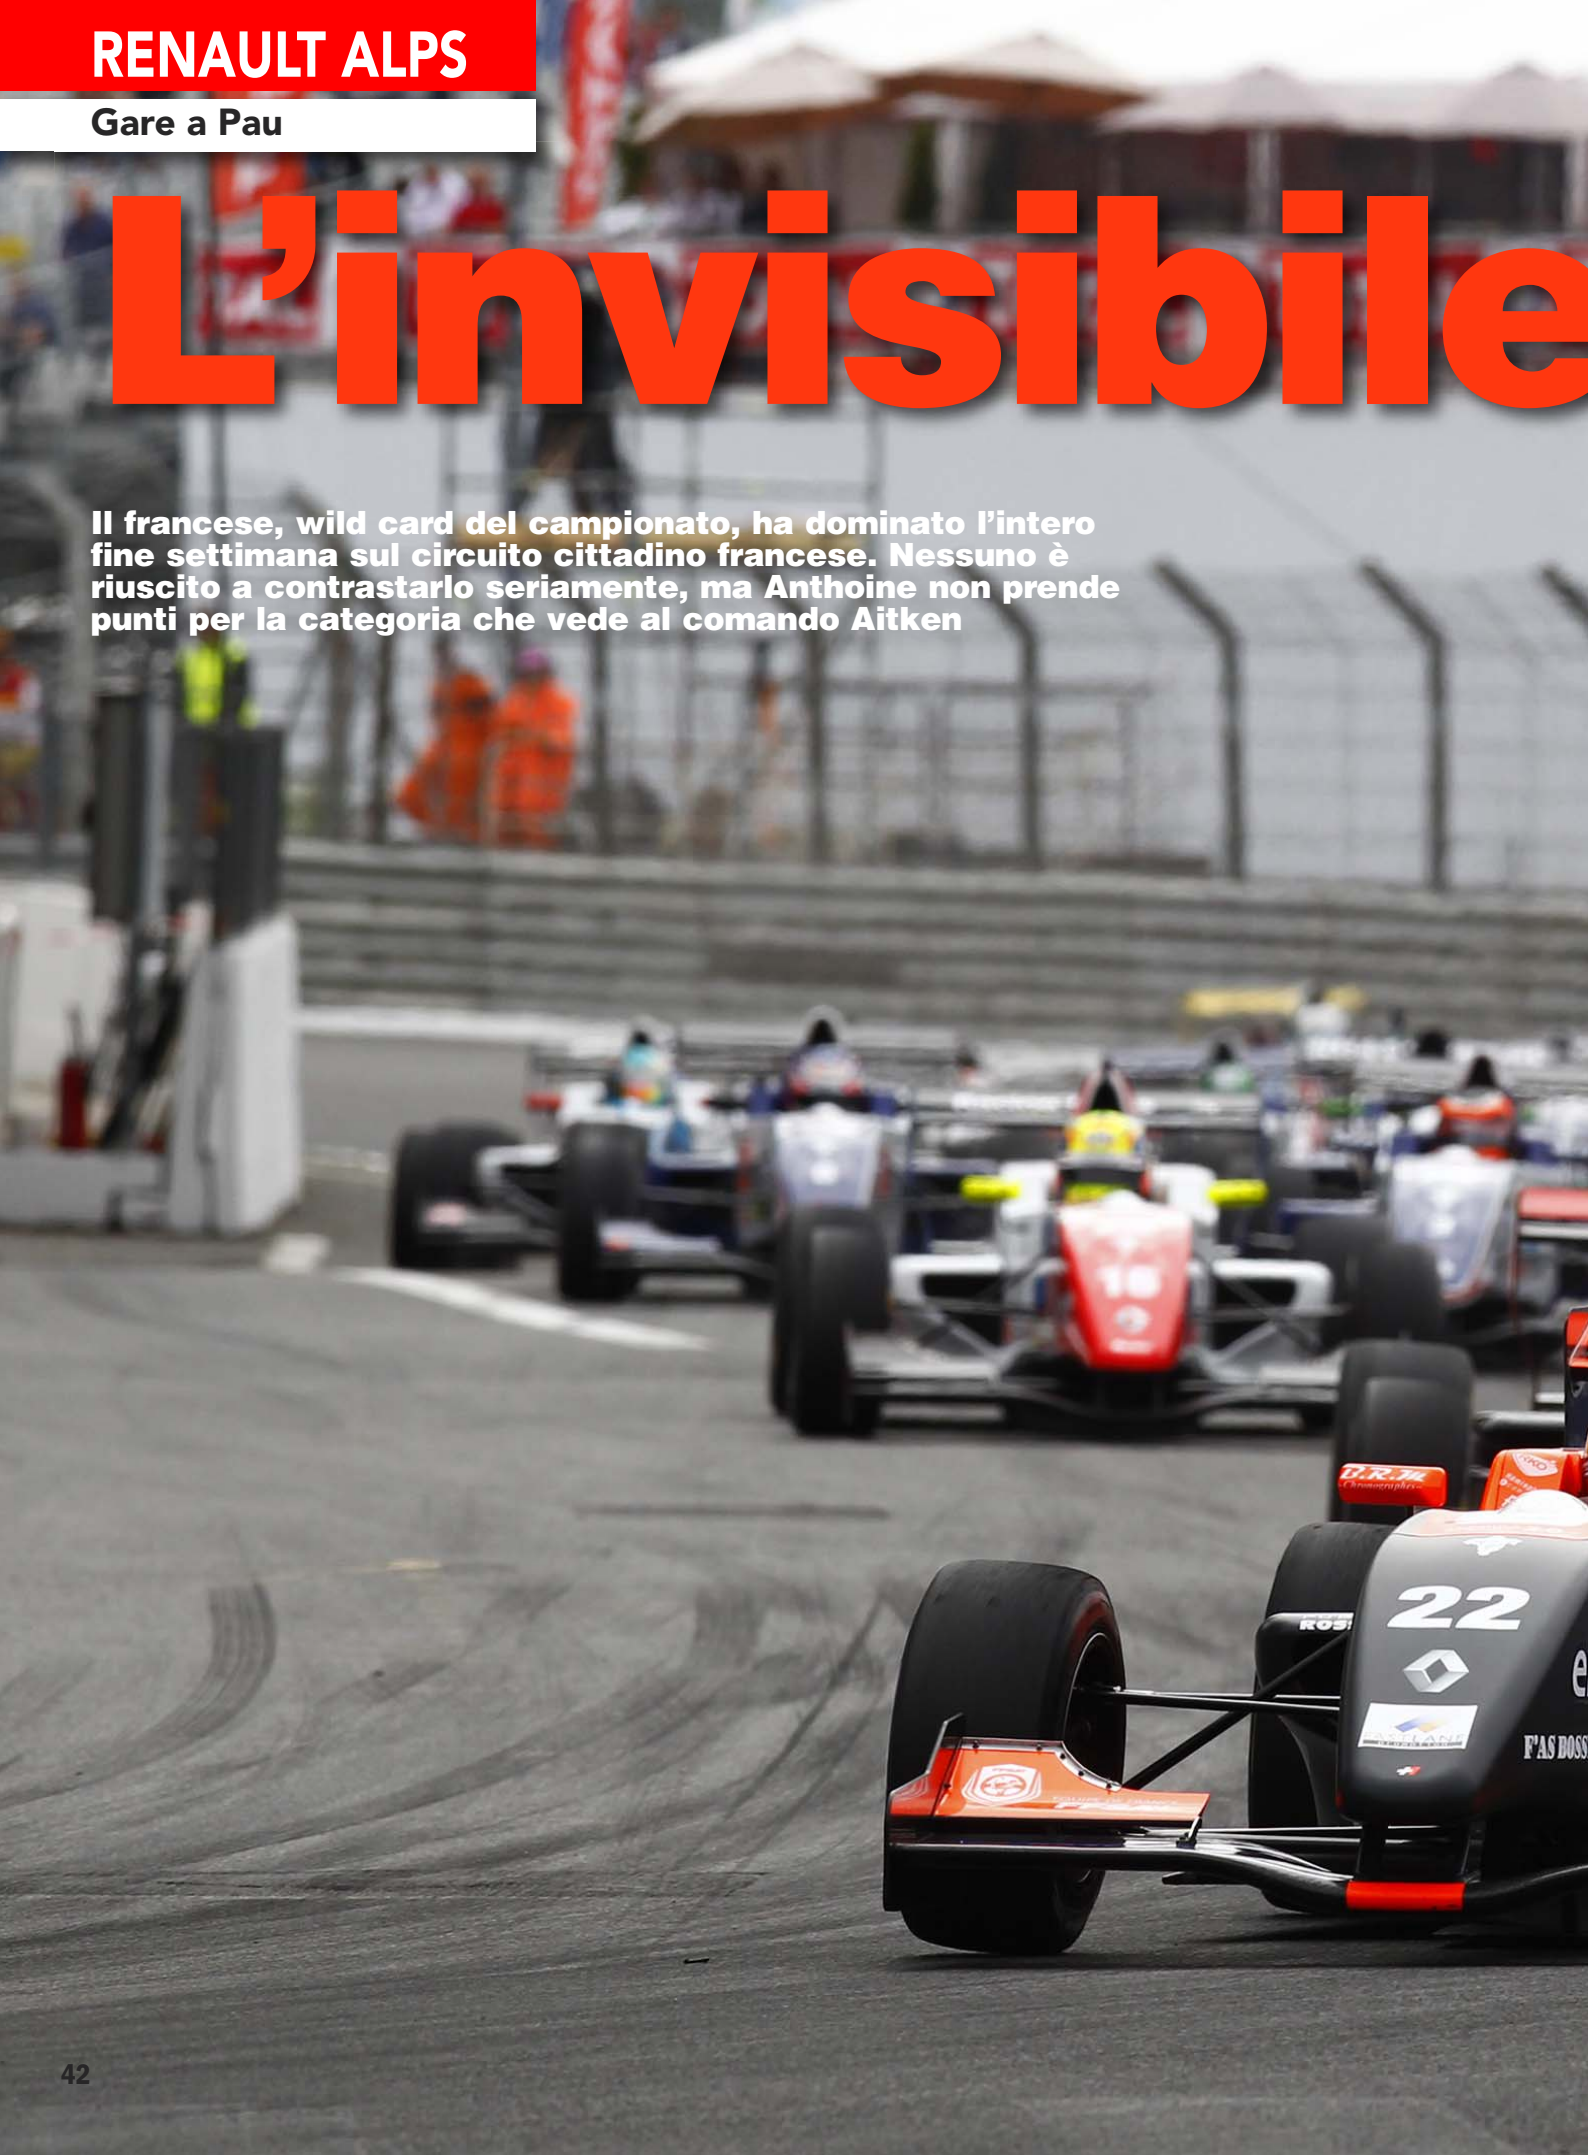 RENAULT ALPS
Gare a Pau
L'invisibile
Il francese, wild card del campionato, ha dominato l'intero
fine settimana sul circuito cittadino francese. Nessuno è
riuscito a contrastarlo seriamente, ma Anthoine non prende
punti per la categoria che vede al comando Aitken
16
B.R.M
Chronographes
22
F'AS BOSS
42